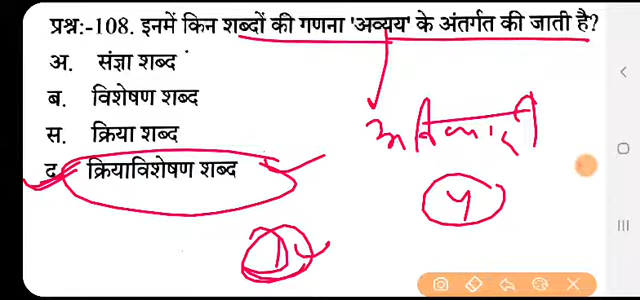 प्रश्न:-108. इनमें किन शब्दों की गणना 'अव्यय' के अंतर्गत की जाती है?
अ. संज्ञा शब्द
ब. विशेषण शब्द
स. क्रिया शब्द
द. क्रियाविशेषण शब्द
अविकारी